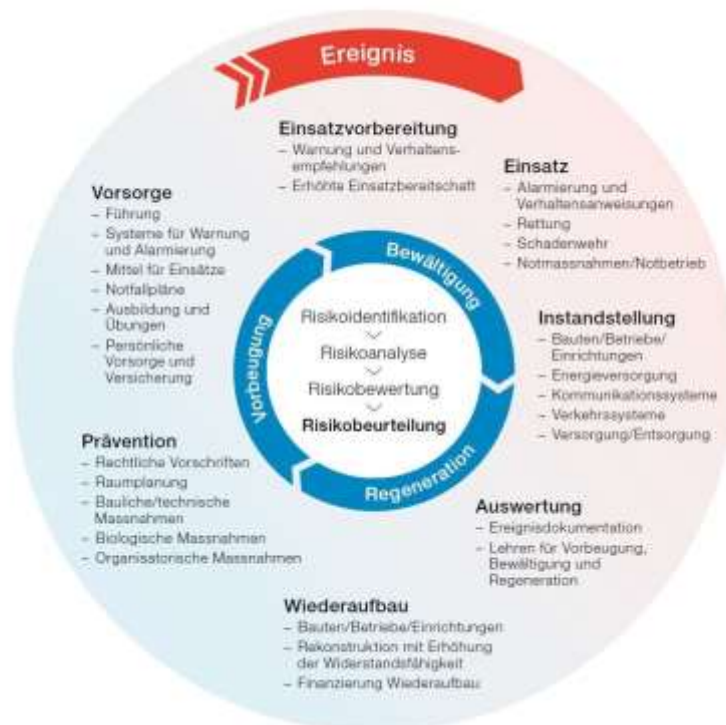 Ereignis
Einsatzvorbereitung
– Warnung und Verhaltens-
empfehlungen
– Erhöhte Einsatzbereitschaft
Einsatz
– Alarmierung und
Verhaltensanweisungen
– Rettung
– Schadenwehr
– Notmassnahmen/Notbetrieb
Instandstellung
– Bauten/Betriebe/
Einrichtungen
– Energieversorgung
– Kommunikationssysteme
– Verkehrssysteme
– Versorgung/Entsorgung
Auswertung
– Ereignisdokumentation
– Lehren für Vorbeugung,
Bewältigung und
Regeneration
Wiederaufbau
– Bauten/Betriebe/Einrichtungen
– Rekonstruktion mit Erhöhung
der Widerstandsfähigkeit
– Finanzierung Wiederaufbau
Prävention
– Rechtliche Vorschriften
– Raumplanung
– Bauliche/technische
Massnahmen
– Biologische Massnahmen
– Organisatorische Massnahmen
Vorsorge
– Führung
– Systeme für Warnung
und Alarmierung
– Mittel für Einsätze
– Notfallpläne
– Ausbildung und
Übungen
– Persönliche
Vorsorge und
Versicherung
Bewältigung
Regeneration
Vorbeugung
Risikoidentifikation
Risikoanalyse
Risikobewertung
Risikobeurteilung